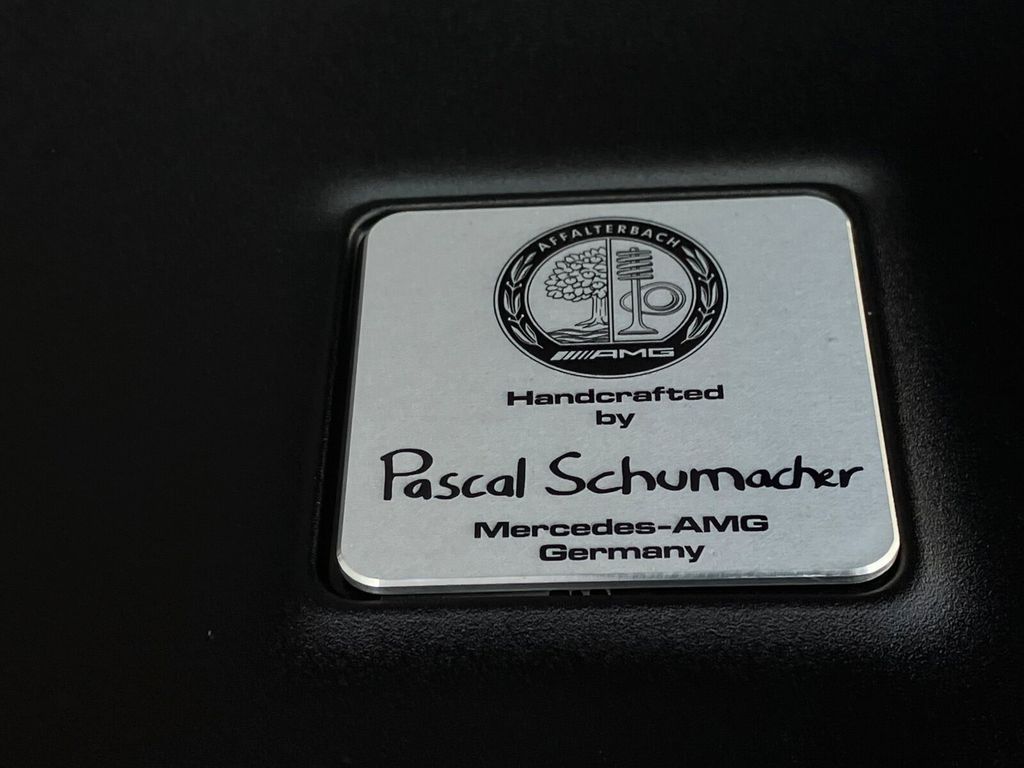 AFFALTERBACH
AMG
Handcrafted
by
Pascal Schumacher
Mercedes-AMG
Germany